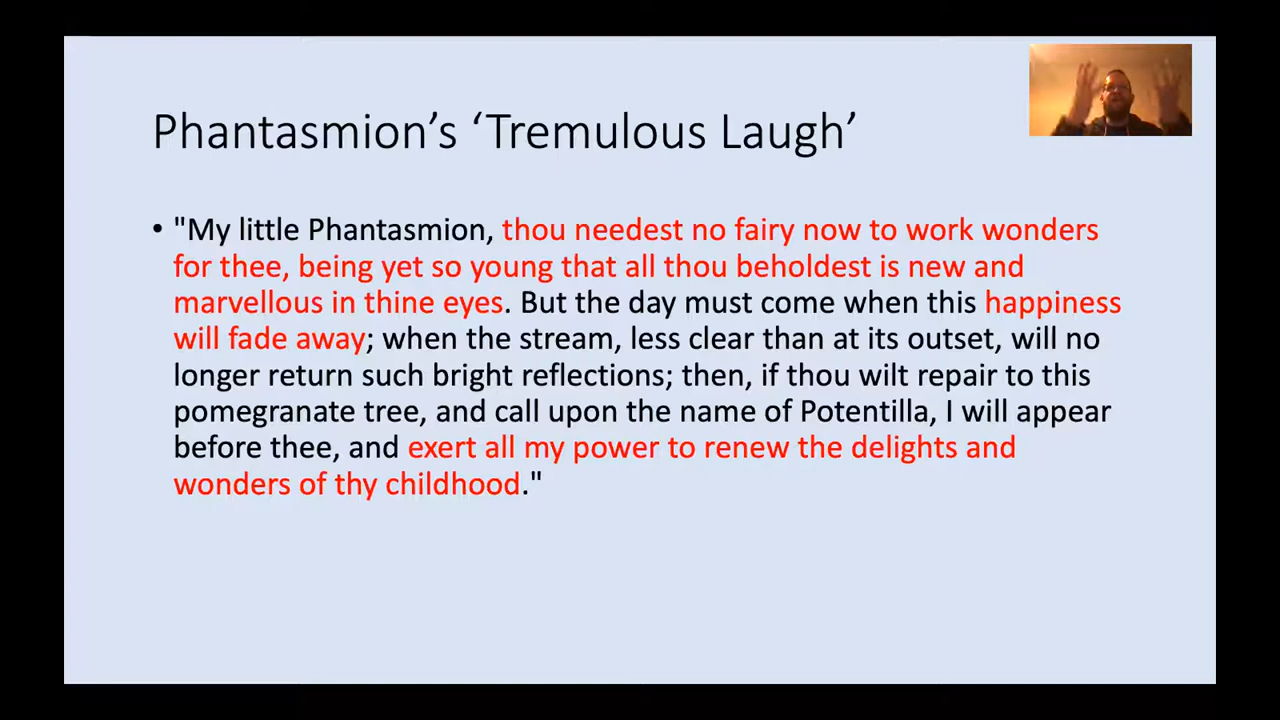 Phantasmion’s ‘Tremulous Laugh’
• "My little Phantasmion, thou needest no fairy now to work wonders
for thee, being yet so young that all thou beholdest is new and
marvellous in thine eyes. But the day must come when this happiness
will fade away; when the stream, less clear than at its outset, will no
longer return such bright reflections; then, if thou wilt repair to this
pomegranate tree, and call upon the name of Potentilla, I will appear
before thee, and exert all my power to renew the delights and
wonders of thy childhood."